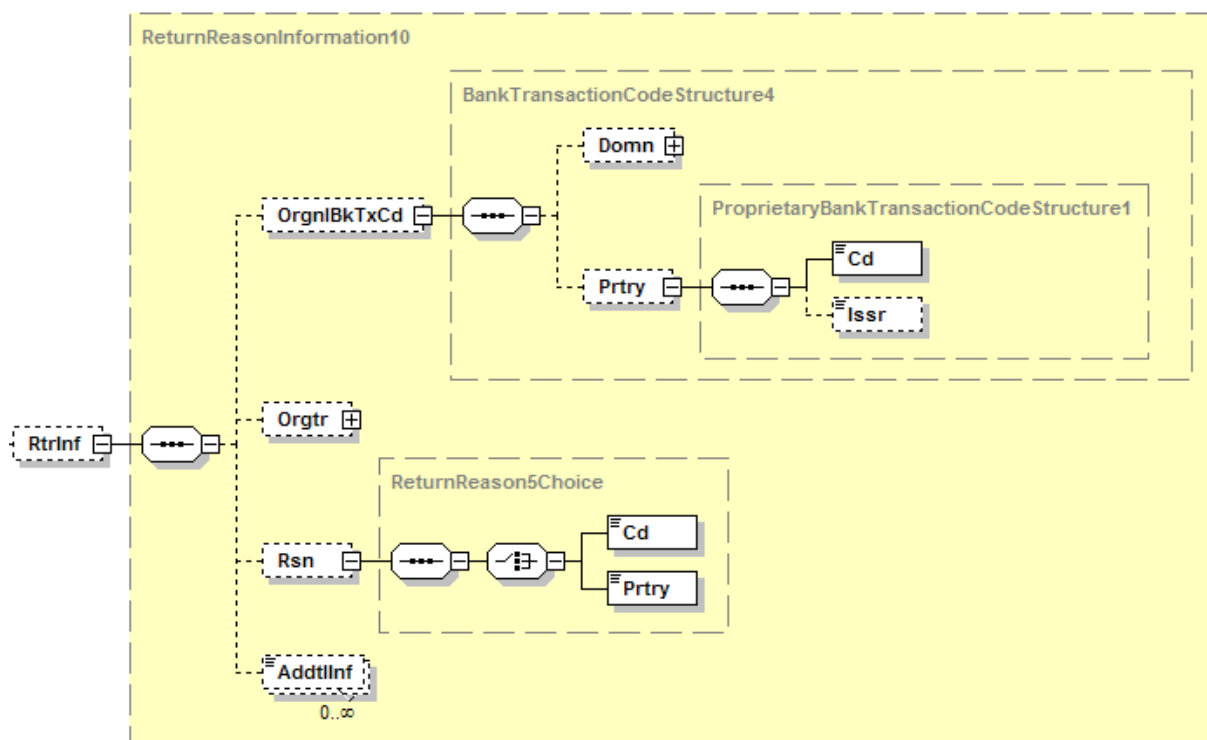 ReturnReasonInformation10
BankTransactionCodeStructure4
Domn
ProprietaryBankTransactionCodeStructure1
OrgnlBkTxCd
Cd
Prtry
Issr
Orgtr
RtrInf
ReturnReason5Choice
Cd
Rsn
Prtry
AddtlInf
0..∞